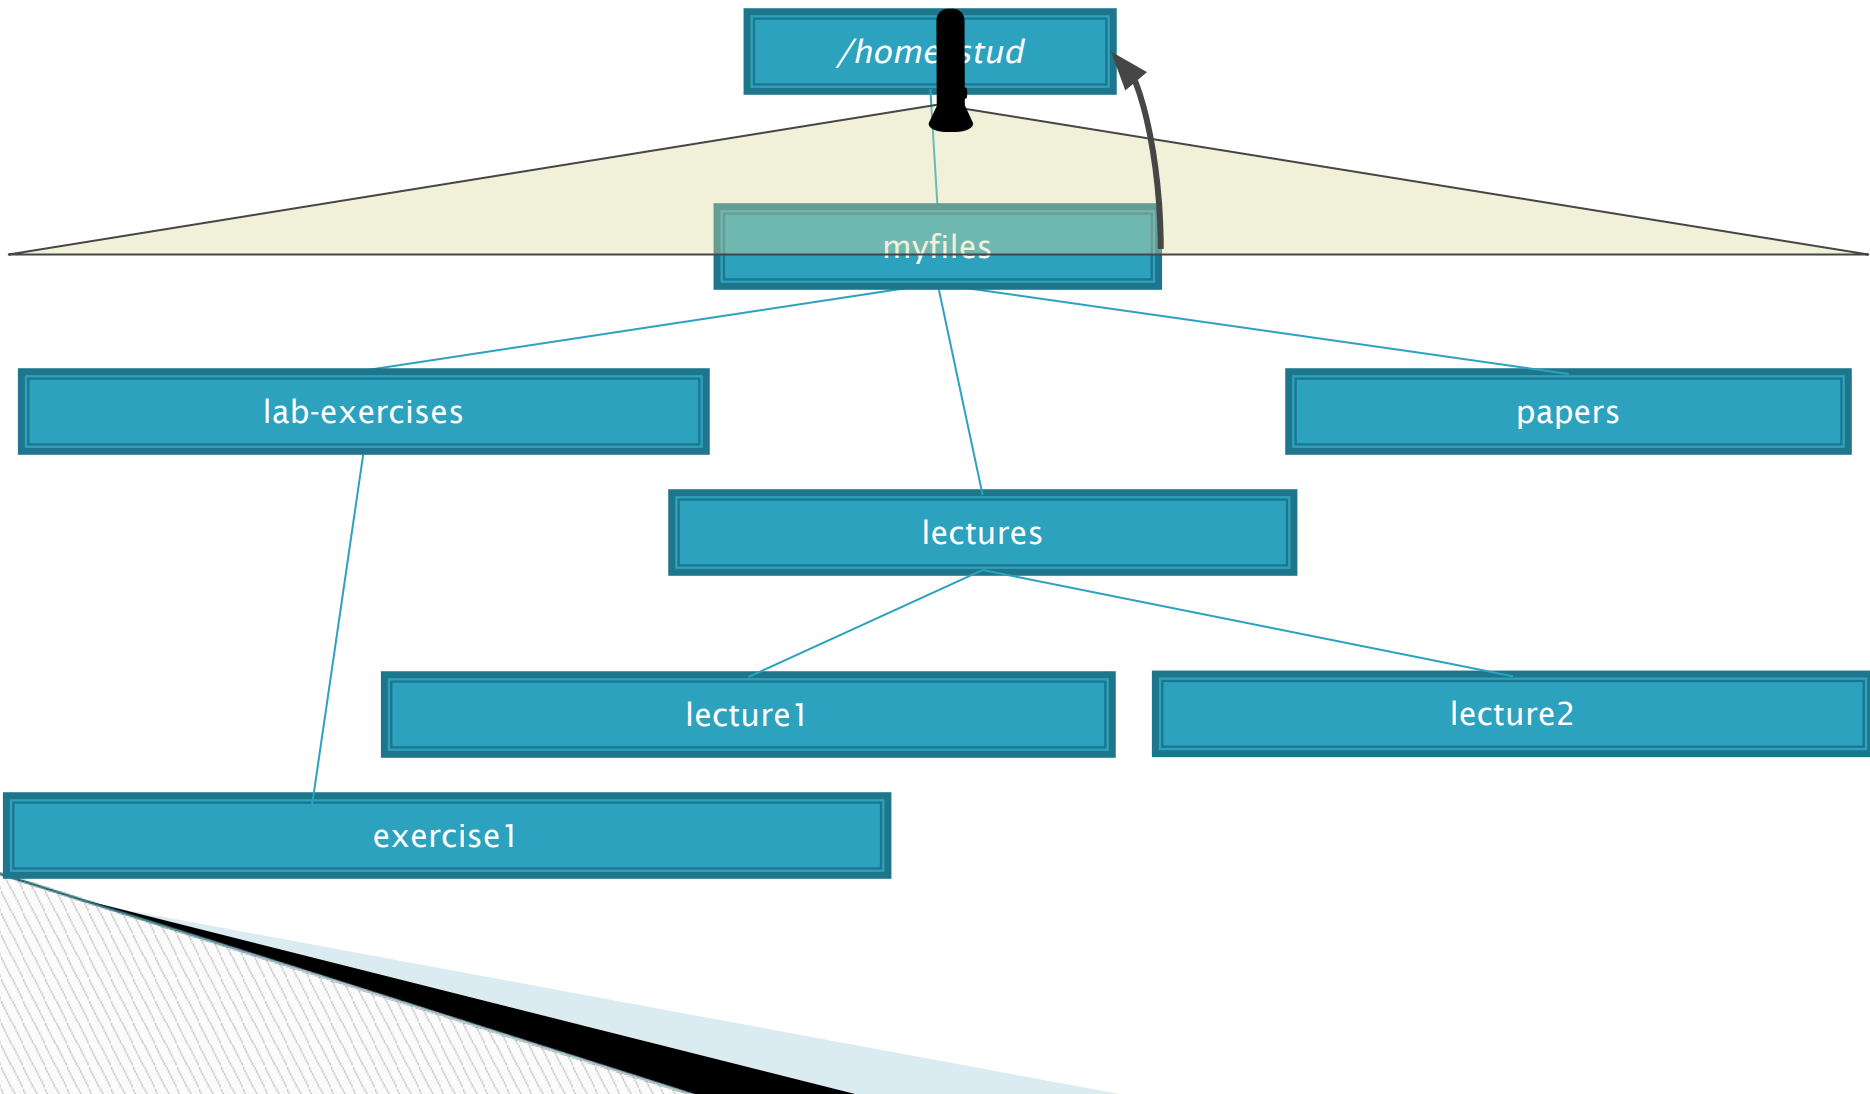 /home stud
myfiles
lab-exercises
papers
lectures
lecture1
lecture2
exercise1